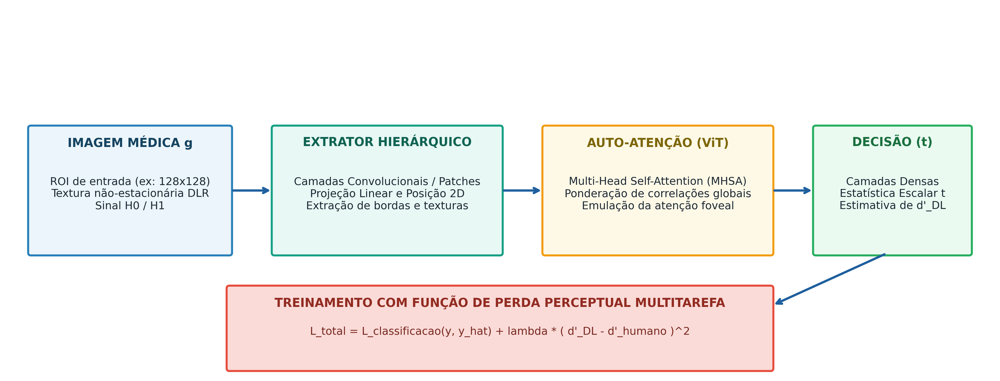 IMAGEM MÉDICA g
ROI de entrada (ex: 128x128)
Textura não-estacionária DLR
Sinal H0 / H1
EXTRATOR HIERÁRQUICO
Camadas Convolucionais / Patches
Projeção Linear e Posição 2D
Extração de bordas e texturas
AUTO-ATENÇÃO (ViT)
Multi-Head Self-Attention (MHSA)
Ponderação de correlações globais
Emulação da atenção foveal
DECISÃO (t)
Camadas Densas
Estatística Escalar t
Estimativa de d'_DL
TREINAMENTO COM FUNÇÃO DE PERDA PERCEPTUAL MULTITAREFA
L_total = L_classificacao(y, y_hat) + lambda * ( d'_DL - d'_humano )^2